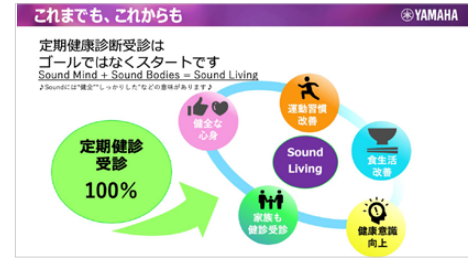 これまでも、これからも
YAMAHA
定期健康診断受診は
ゴールではなくスタートです
Sound Mind + Sound Bodies = Sound Living
♪Soundには"健全""しっかりした"などの意味があります♪
定期健診
受診
100%
健全な
心身
運動習慣
改善
食生活
改善
健康意識
向上
家族も
健診受診
Sound
Living